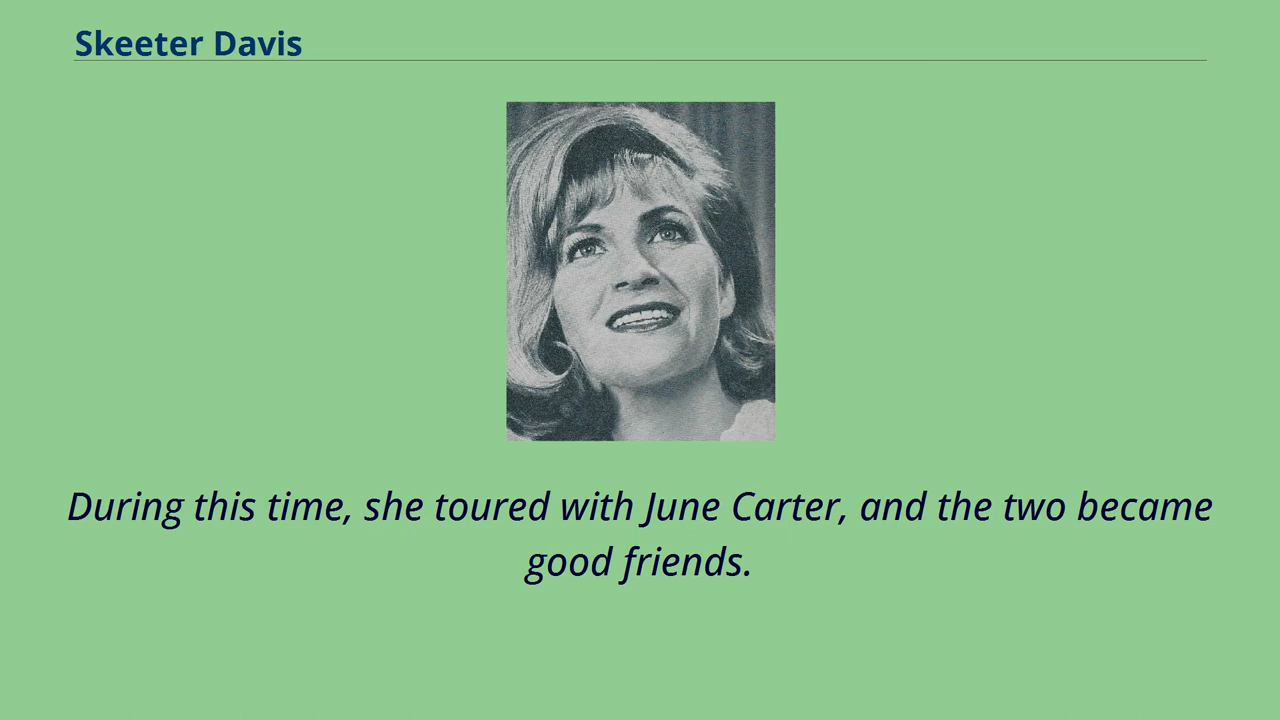 Skeeter Davis
During this time, she toured with June Carter, and the two became
good friends.